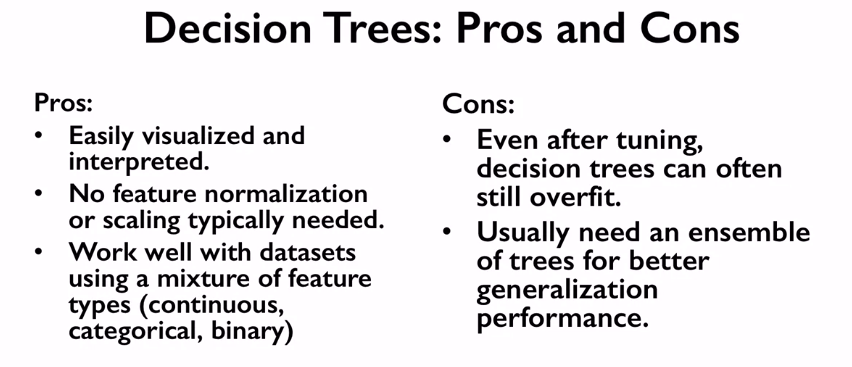 Decision Trees: Pros and Cons
Pros:
• Easily visualized and
interpreted.
• No feature normalization
or scaling typically needed.
• Work well with datasets
using a mixture of feature
types (continuous,
categorical, binary)
Cons:
• Even after tuning,
decision trees can often
still overfit.
• Usually need an ensemble
of trees for better
generalization
performance.